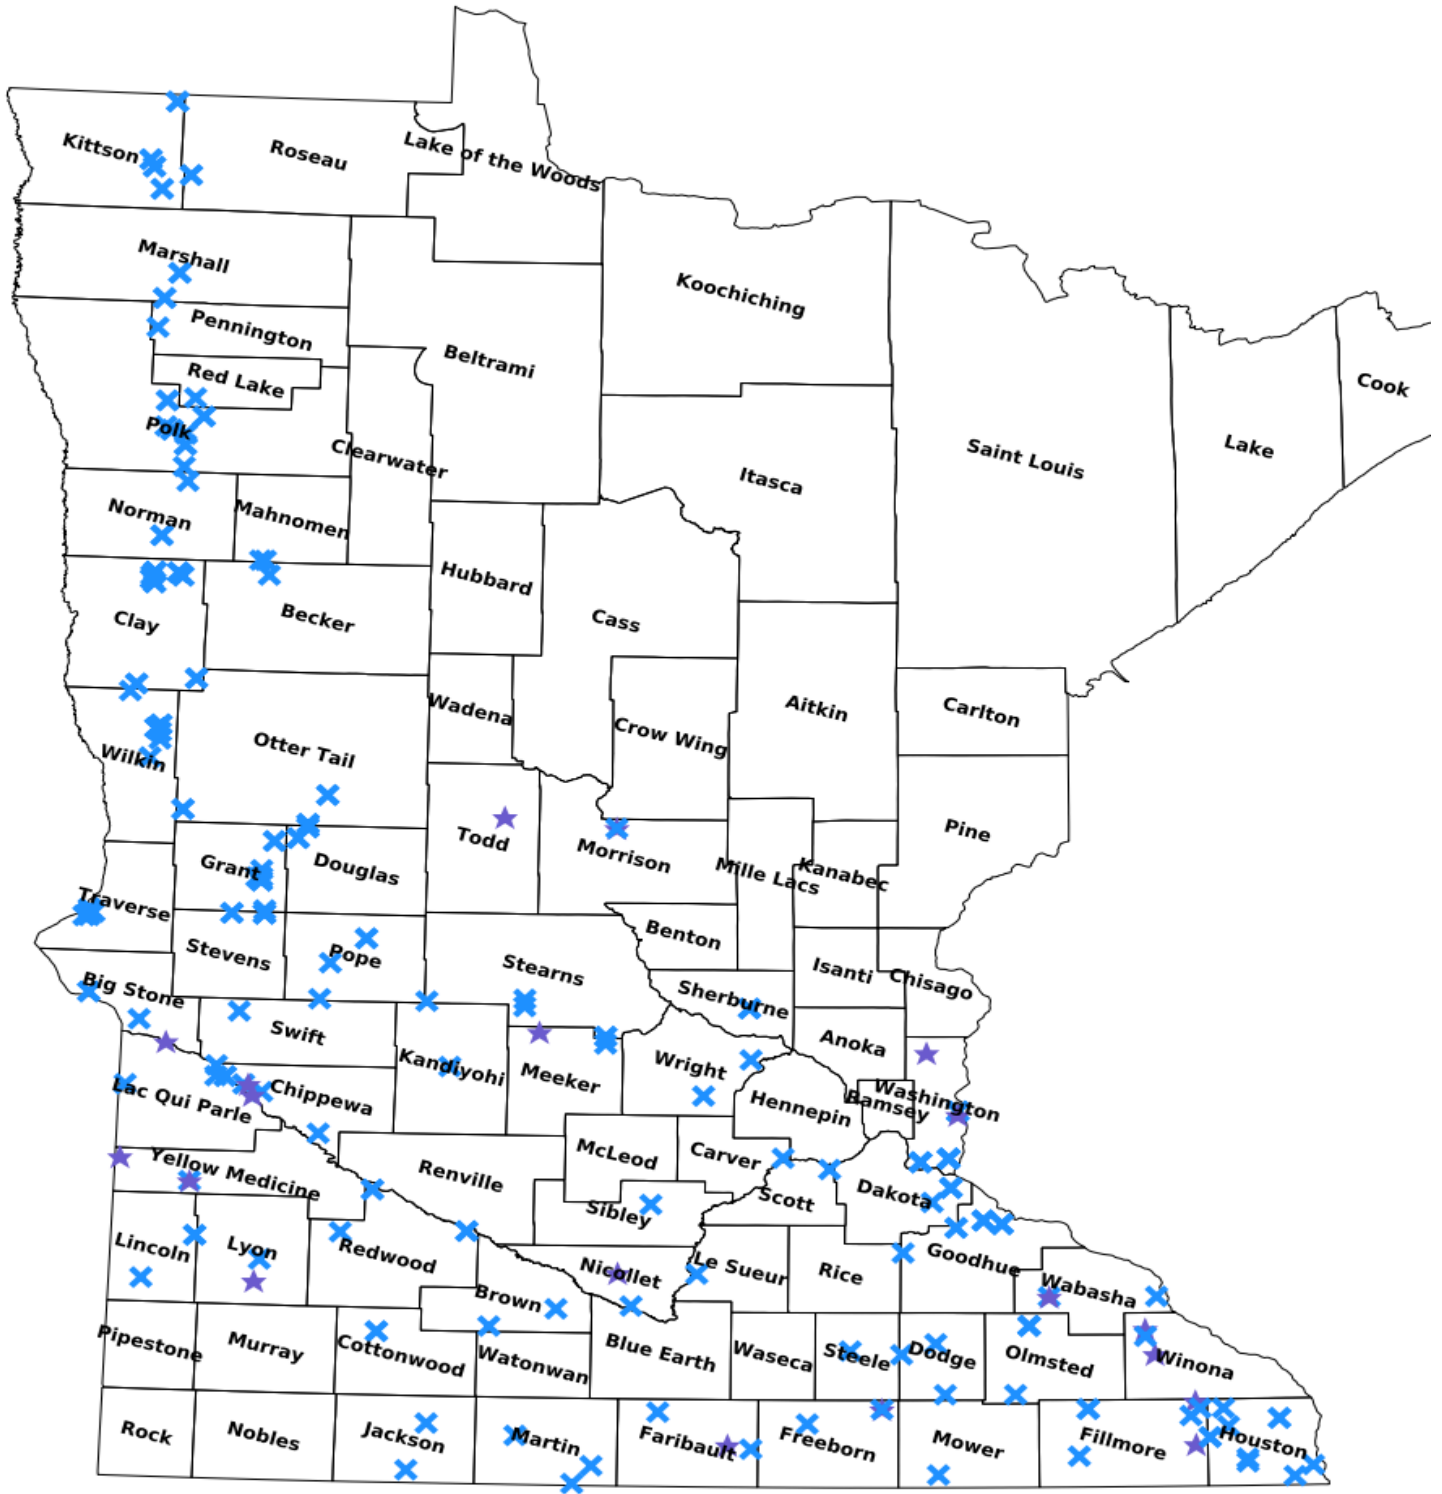 Kittson
Roseau
Lake of the Woods
Marshall
Koochiching
Pennington
Beltrami
Red Lake
Cook
Polk
Clearwater
Saint Louis
Lake
Itasca
Norman
Mahnomen
Hubbard
Clay
Becker
Cass
Wadena
Aitkin
Carlton
Crow Wing
Otter Tail
Wilkin
Todd
Morrison
Pine
Grant
Douglas
Mille Lacs
Kanabec
Traverse
Benton
Stevens
Pope
Stearns
Isanti
Chisago
Big Stone
Sherburne
Swift
Anoka
Kandiyohi
Wright
Meeker
Chippewa
Lac Qui Parle
Hennepin
Ramsey
Washington
McLeod
Carver
Yellow Medicine
Renville
Scott
Dakota
Sibley
Lincoln
Lyon
Redwood
Nicollet
Le Sueur
Rice
Goodhue
Wabasha
Brown
Pipestone
Murray
Cottonwood
Watonwan
Blue Earth
Waseca
Steele
Dodge
Olmsted
Winona
Rock
Nobles
Jackson
Martin
Faribault
Freeborn
Mower
Fillmore
Houston